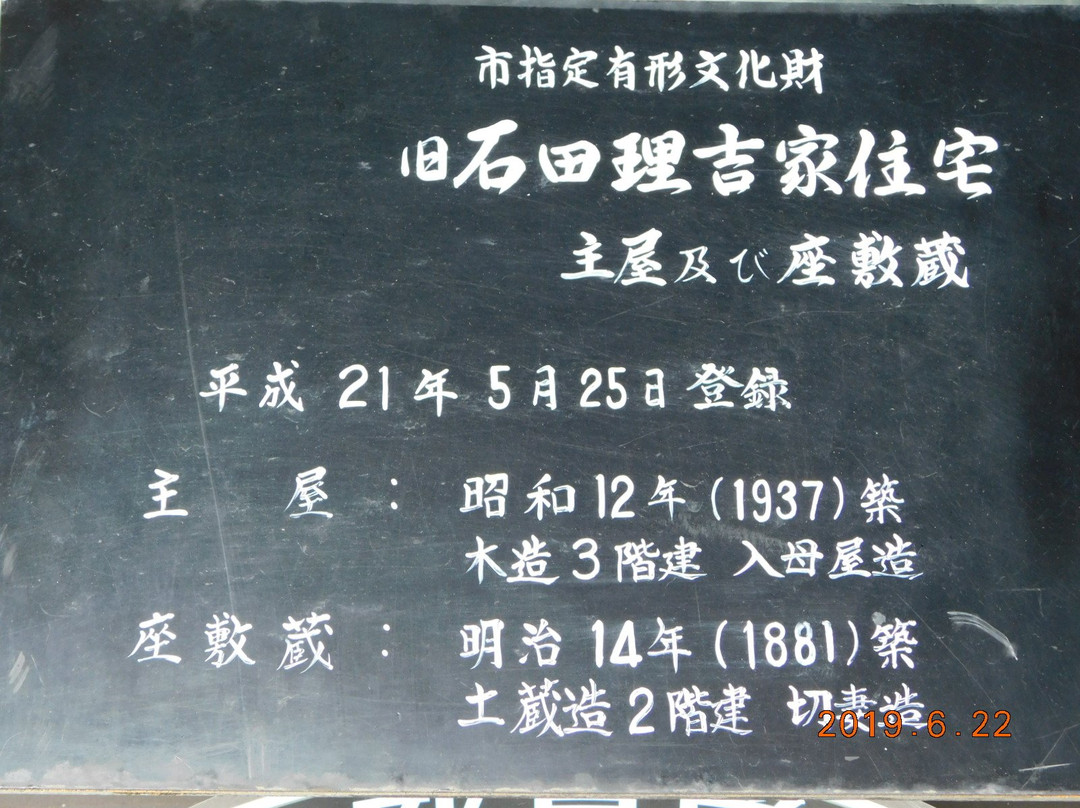 市指定有形文化財
旧石田理吉家住宅
主屋及び座敷蔵
平成 21年 5月25日 登録
主 屋 : 昭和12年(1937)築
木造3階建 入母屋造
座敷蔵 : 明治14年(1881)築
土蔵造2階建 切妻造
2019.6.22